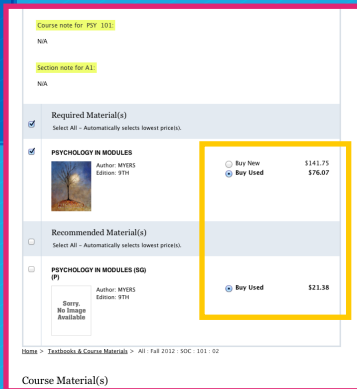 Course note for PSY 101:
N/A
Section note for A1:
N/A
Required Material(s)
Select All - Automatically selects lowest price(s).
PSYCHOLOGY IN MODULES
Author: MYERS
Edition: 9TH
Buy New $141.75
Buy Used $76.07
Recommended Material(s)
Select All - Automatically selects lowest price(s).
PSYCHOLOGY IN MODULES (SG)
(P)
Author: MYERS
Edition: 9TH
Sorry.
No Image
Available
Buy Used $21.38
Home > Textbooks & Course Materials > All : Fall 2012 : SOC : 101 : 02
Course Material(s)